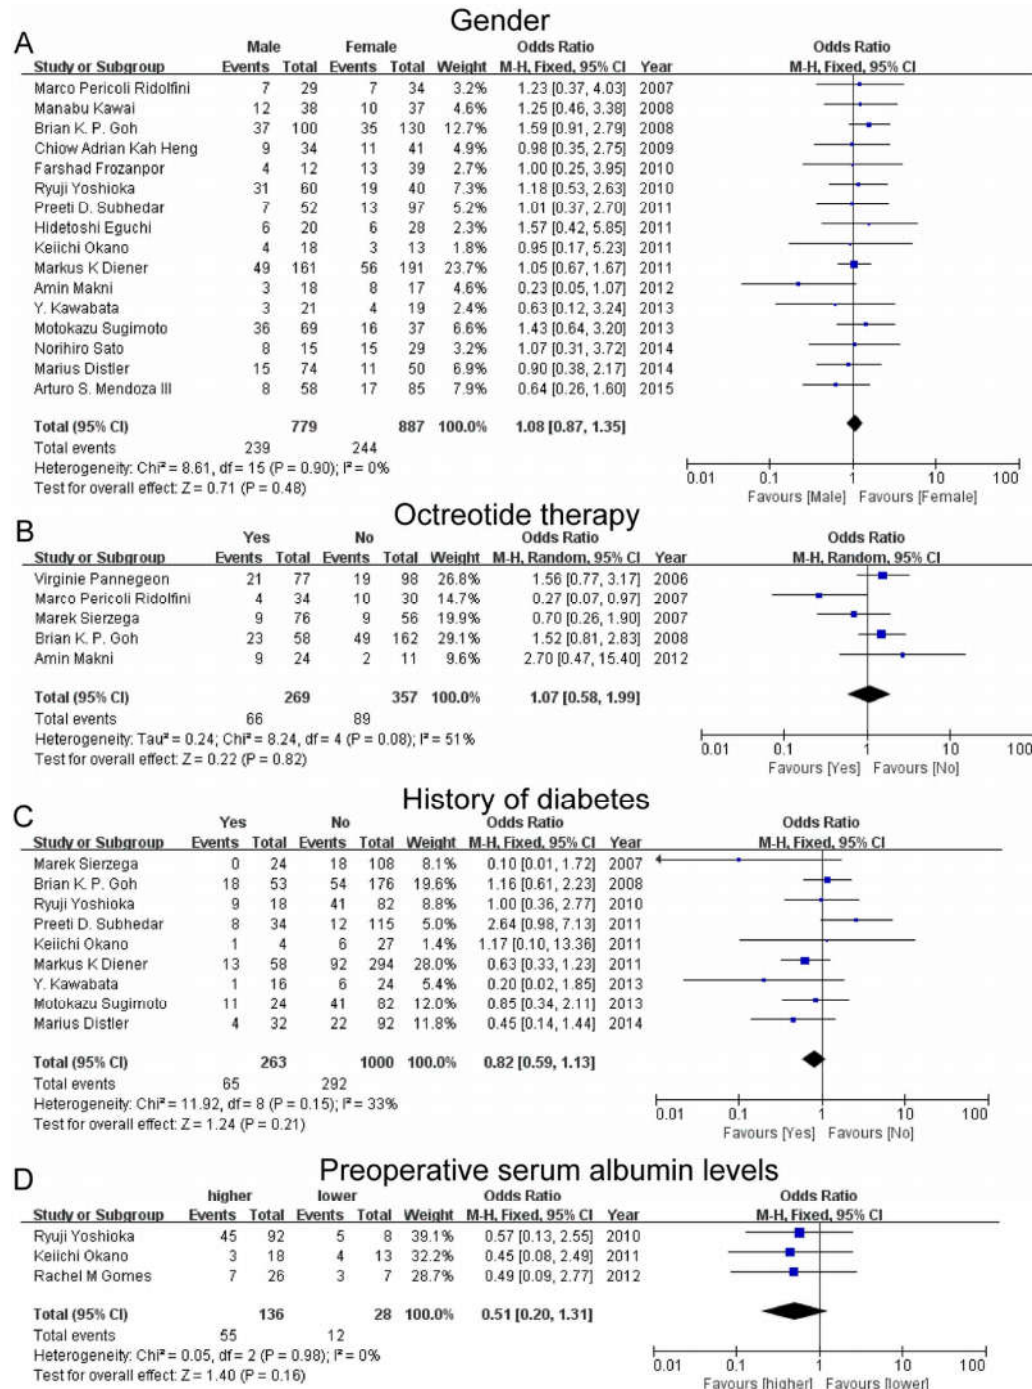 Gender
A
Male Female Odds Ratio Odds Ratio
Study or Subgroup Events Total Events Total Weight M-H, Fixed, 95% CI Year M-H, Fixed, 95% CI
Marco Pericoli Ridolfini 7 29 7 34 3.2% 1.23 [0.37, 4.03] 2007
Manabu Kawai 12 38 10 37 4.6% 1.25 [0.46, 3.38] 2008
Brian K. P. Goh 37 100 35 130 12.7% 1.59 [0.91, 2.79] 2008
Chiow Adrian Kah Heng 9 34 11 41 4.9% 0.98 [0.35, 2.75] 2009
Farshad Frozanpor 4 12 13 39 2.7% 1.00 [0.25, 3.95] 2010
Ryuji Yoshioka 31 60 19 40 7.3% 1.18 [0.53, 2.63] 2010
Preeti D. Subhedar 7 52 13 97 5.2% 1.01 [0.37, 2.70] 2011
Hidetoshi Eguchi 6 20 6 28 2.3% 1.57 [0.42, 5.85] 2011
Keiichi Okano 4 18 3 13 1.8% 0.95 [0.17, 5.23] 2011
Markus K Diener 49 161 56 191 23.7% 1.05 [0.67, 1.67] 2011
Amin Makni 3 18 8 17 4.6% 0.23 [0.05, 1.07] 2012
Y. Kawabata 3 21 4 19 2.4% 0.63 [0.12, 3.24] 2013
Motokazu Sugimoto 36 69 16 37 6.6% 1.43 [0.64, 3.20] 2013
Norihiro Sato 8 15 15 29 3.2% 1.07 [0.31, 3.72] 2014
Marius Distler 15 74 11 50 6.9% 0.90 [0.38, 2.17] 2014
Arturo S. Mendoza III 8 58 17 85 7.9% 0.64 [0.26, 1.60] 2015
Total (95% CI) 779 887 100.0% 1.08 [0.87, 1.35]
Total events 239 244
Heterogeneity: Chi² = 8.61, df = 15 (P = 0.90); I² = 0%
Test for overall effect: Z = 0.71 (P = 0.48)
0.01 0.1 1 10 100
Favours [Male] Favours [Female]
Octreotide therapy
B
Yes No Odds Ratio Odds Ratio
Study or Subgroup Events Total Events Total Weight M-H, Random, 95% CI Year M-H, Random, 95% CI
Virginie Pannegeon 21 77 19 98 26.8% 1.56 [0.77, 3.17] 2006
Marco Pericoli Ridolfini 4 34 10 30 14.7% 0.27 [0.07, 0.97] 2007
Marek Sierzega 9 76 9 56 19.9% 0.70 [0.26, 1.90] 2007
Brian K. P. Goh 23 58 49 162 29.1% 1.52 [0.81, 2.83] 2008
Amin Makni 9 24 2 11 9.6% 2.70 [0.47, 15.40] 2012
Total (95% CI) 269 357 100.0% 1.07 [0.58, 1.99]
Total events 66 89
Heterogeneity: Tau² = 0.24; Chi² = 8.24, df = 4 (P = 0.08); I² = 51%
Test for overall effect: Z = 0.22 (P = 0.82)
0.01 0.1 1 10 100
Favours [Yes] Favours [No]
History of diabetes
C
Yes No Odds Ratio Odds Ratio
Study or Subgroup Events Total Events Total Weight M-H, Fixed, 95% CI Year M-H, Fixed, 95% CI
Marek Sierzega 0 24 18 108 8.1% 0.10 [0.01, 1.72] 2007
Brian K. P. Goh 18 53 54 176 19.6% 1.16 [0.61, 2.23] 2008
Ryuji Yoshioka 9 18 41 82 8.8% 1.00 [0.36, 2.77] 2010
Preeti D. Subhedar 8 34 12 115 5.0% 2.64 [0.98, 7.13] 2011
Keiichi Okano 1 4 6 27 1.4% 1.17 [0.10, 13.36] 2011
Markus K Diener 13 58 92 294 28.0% 0.63 [0.33, 1.23] 2011
Y. Kawabata 1 16 6 24 5.4% 0.20 [0.02, 1.85] 2013
Motokazu Sugimoto 11 24 41 82 12.0% 0.85 [0.34, 2.11] 2013
Marius Distler 4 32 22 92 11.8% 0.45 [0.14, 1.44] 2014
Total (95% CI) 263 1000 100.0% 0.82 [0.59, 1.13]
Total events 65 292
Heterogeneity: Chi² = 11.92, df = 8 (P = 0.15); I² = 33%
Test for overall effect: Z = 1.24 (P = 0.21)
0.01 0.1 1 10 100
Favours [Yes] Favours [No]
Preoperative serum albumin levels
D
higher lower Odds Ratio Odds Ratio
Study or Subgroup Events Total Events Total Weight M-H, Fixed, 95% CI Year M-H, Fixed, 95% CI
Ryuji Yoshioka 45 92 5 8 39.1% 0.57 [0.13, 2.55] 2010
Keiichi Okano 3 18 4 13 32.2% 0.45 [0.08, 2.49] 2011
Rachel M Gomes 7 26 3 7 28.7% 0.49 [0.09, 2.77] 2012
Total (95% CI) 136 28 100.0% 0.51 [0.20, 1.31]
Total events 55 12
Heterogeneity: Chi² = 0.05, df = 2 (P = 0.98); I² = 0%
Test for overall effect: Z = 1.40 (P = 0.16)
0.01 0.1 1 10 100
Favours [higher] Favours [lower]